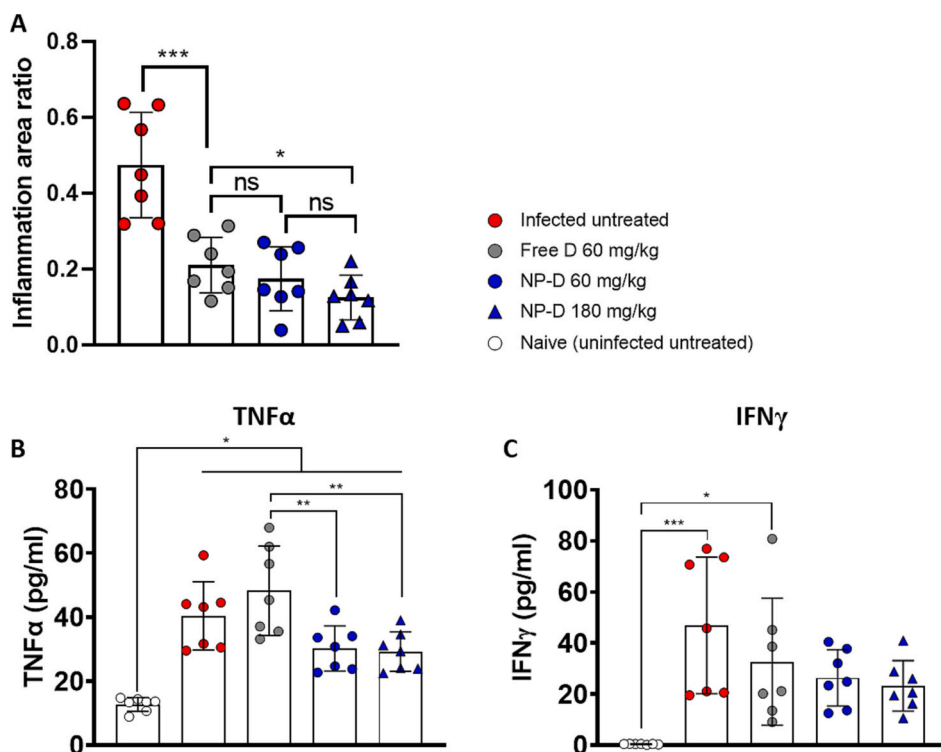 A
Inflammation area ratio
0.8
0.6
0.4
0.2
0.0
***
*
ns
ns
Infected untreated
Free D 60 mg/kg
NP-D 60 mg/kg
NP-D 180 mg/kg
Naive (uninfected untreated)
TNFα
B
TNFα (pg/ml)
80
60
40
20
0
*
**
**
IFNγ
C
IFNγ (pg/ml)
100
80
60
40
20
0
*
***